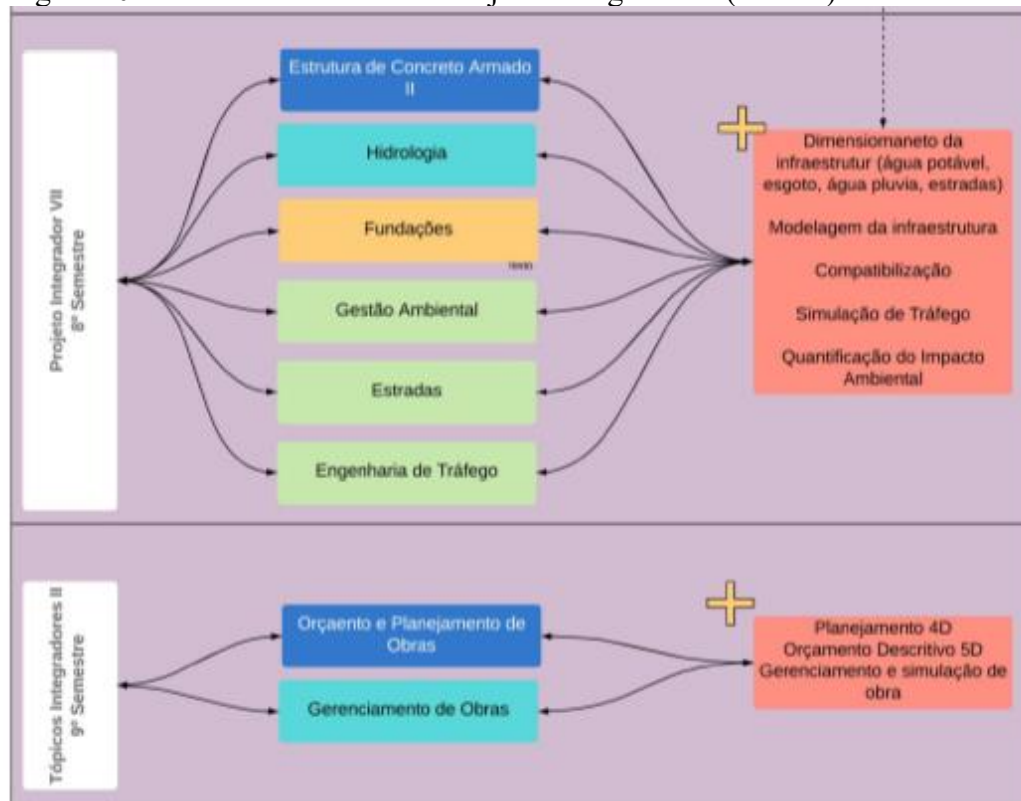 Projeto Integrador VII
8º Semestre
Estrutura de Concreto Armado
II
Hidrologia
Fundações
Gestão Ambiental
Estradas
Engenharia de Tráfego
Dimensiomaneto da
infraestrutur (água potável,
esgoto, água pluvia, estradas)
Modelagem da infraestrutura
Compatibilização
Simulação de Tráfego
Quantificação do Impacto
Ambiental
Tópicos Integradores II
9º Semestre
Orçaento e Planejamento de
Obras
Gerenciamento de Obras
Planejamento 4D
Orçamento Descritivo 5D
Gerenciamento e simulação de
obra